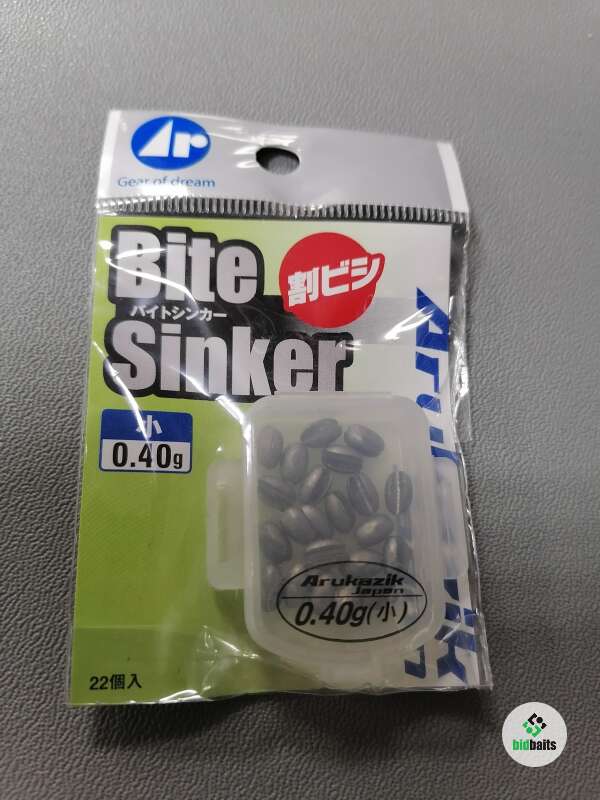 Ar
Gear of dream
Bite
割ビシ
バイトシンカー
Sinker
小
0.40g
Arukazik
Japan
0.40g(小)
22個入
bidbaits